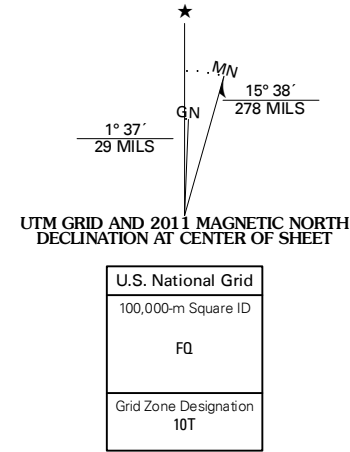 ★
MN
GN
15° 38´
278 MILS
1° 37´
29 MILS
UTM GRID AND 2011 MAGNETIC NORTH
DECLINATION AT CENTER OF SHEET
U.S. National Grid
100,000-m Square ID
FQ
Grid Zone Designation
10T